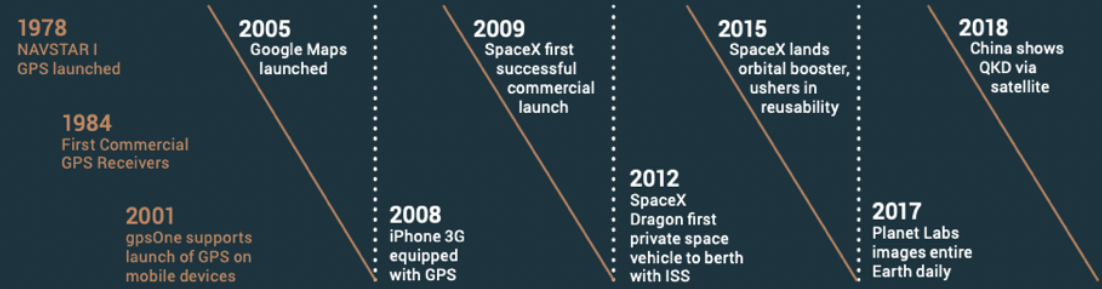 1978
NAVSTAR I
GPS launched
1984
First Commercial
GPS Receivers
2001
gpsOne supports
launch of GPS on
mobile devices
2005
Google Maps
launched
2008
iPhone 3G
equipped
with GPS
2009
SpaceX first
successful
commercial
launch
2012
SpaceX
Dragon first
private space
vehicle to berth
with ISS
2015
SpaceX lands
orbital booster,
ushers in
reusability
2017
Planet Labs
images entire
Earth daily
2018
China shows
QKD via
satellite